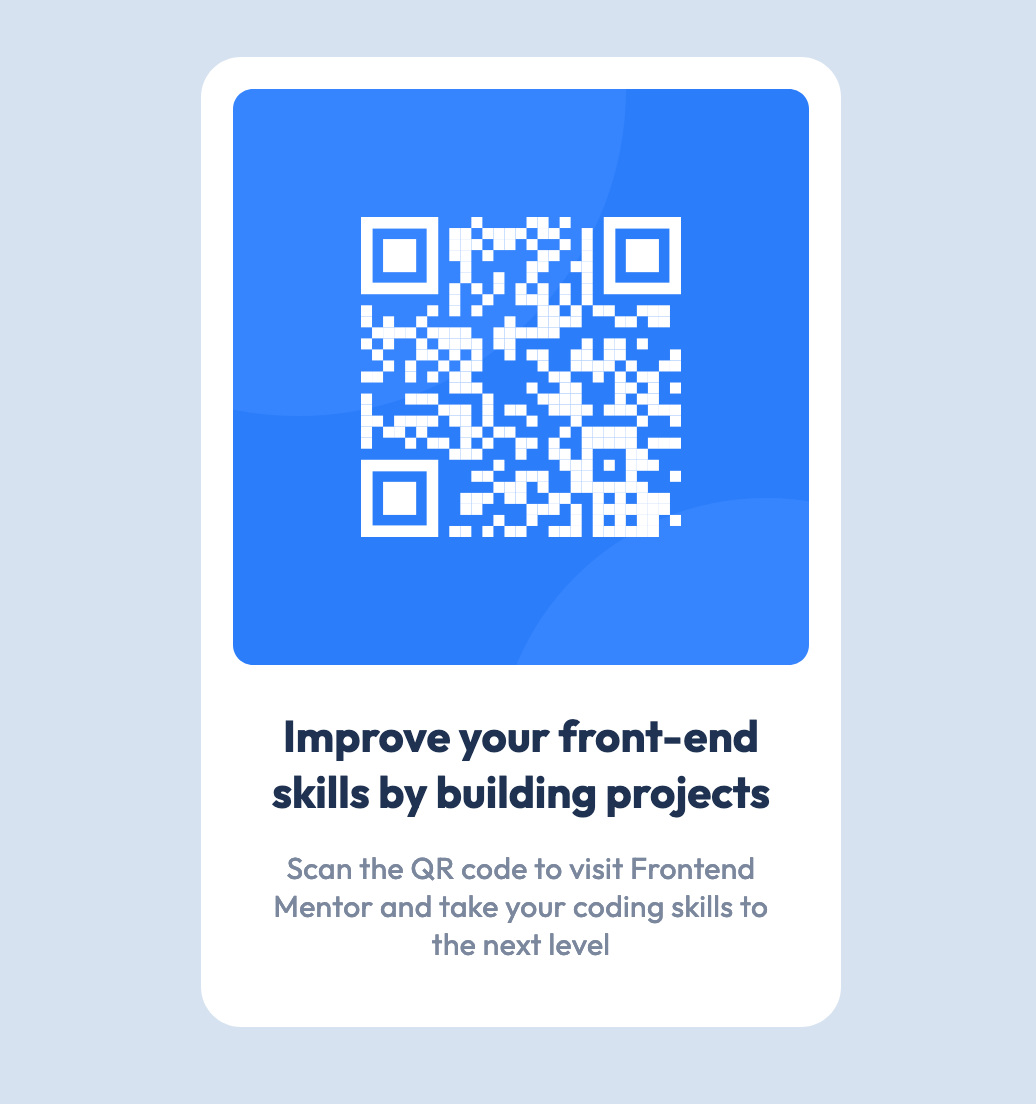 Improve your front-end
skills by building projects
Scan the QR code to visit Frontend
Mentor and take your coding skills to
the next level